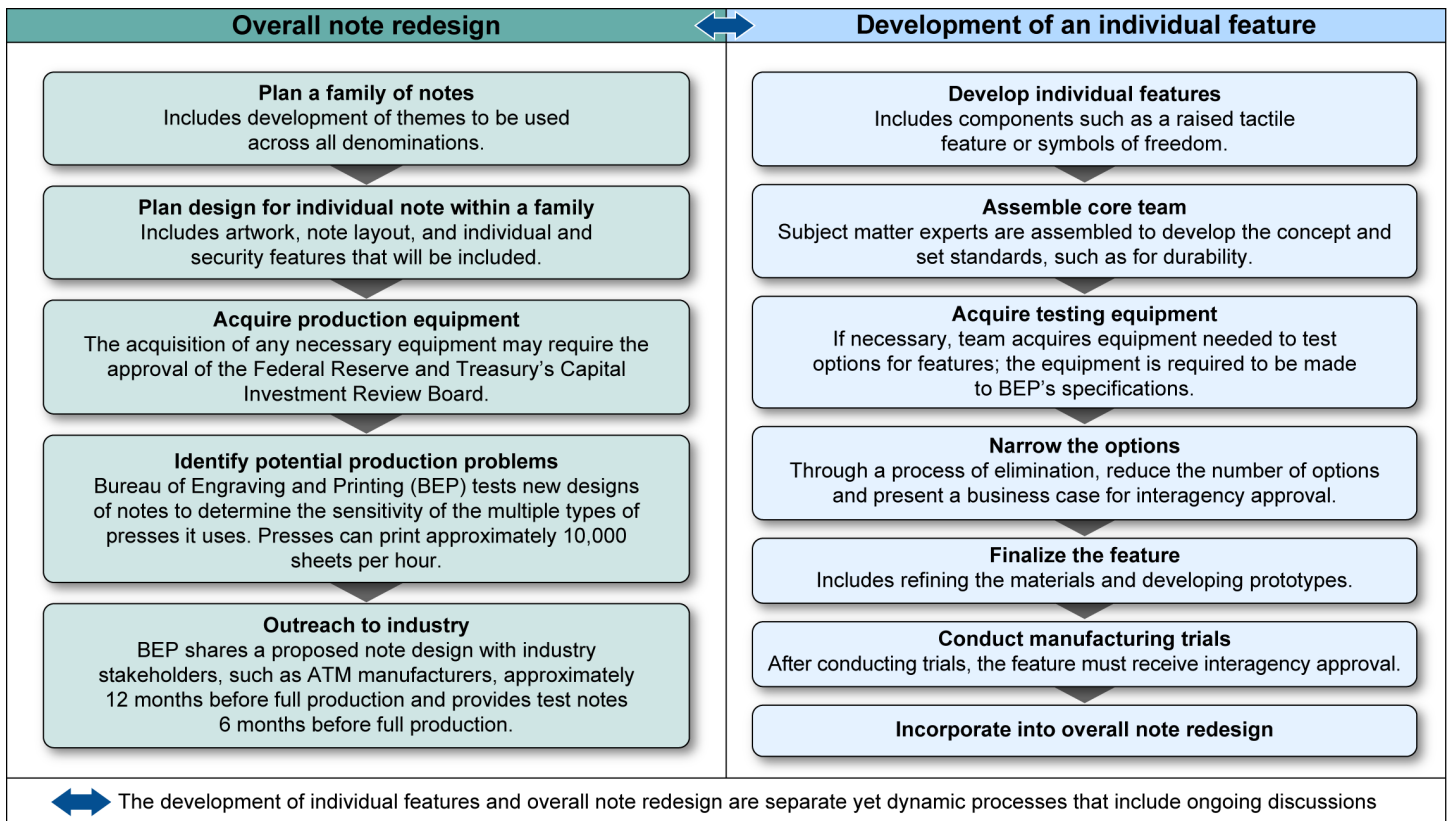 Overall note redesign
Plan a family of notes
Includes development of themes to be used
across all denominations.
Plan design for individual note within a family
Includes artwork, note layout, and individual and
security features that will be included.
Acquire production equipment
The acquisition of any necessary equipment may require the
approval of the Federal Reserve and Treasury’s Capital
Investment Review Board.
Identify potential production problems
Bureau of Engraving and Printing (BEP) tests new designs
of notes to determine the sensitivity of the multiple types of
presses it uses. Presses can print approximately 10,000
sheets per hour.
Outreach to industry
BEP shares a proposed note design with industry
stakeholders, such as ATM manufacturers, approximately
12 months before full production and provides test notes
6 months before full production.
Development of an individual feature
Develop individual features
Includes components such as a raised tactile
feature or symbols of freedom.
Assemble core team
Subject matter experts are assembled to develop the concept and
set standards, such as for durability.
Acquire testing equipment
If necessary, team acquires equipment needed to test
options for features; the equipment is required to be made
to BEP’s specifications.
Narrow the options
Through a process of elimination, reduce the number of options
and present a business case for interagency approval.
Finalize the feature
Includes refining the materials and developing prototypes.
Conduct manufacturing trials
After conducting trials, the feature must receive interagency approval.
Incorporate into overall note redesign
The development of individual features and overall note redesign are separate yet dynamic processes that include ongoing discussions